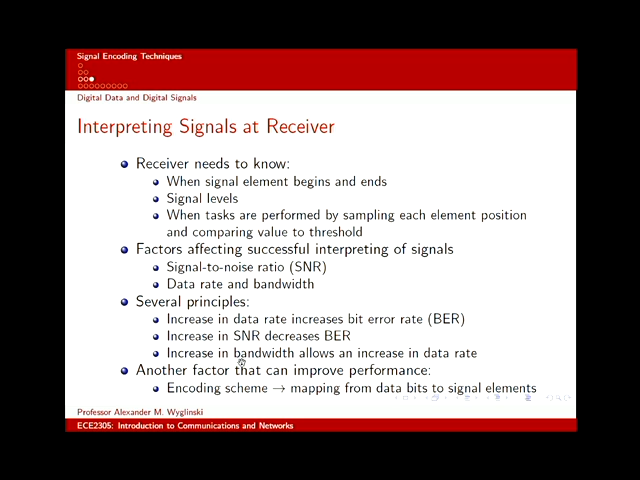 Signal Encoding Techniques
Digital Data and Digital Signals
Interpreting Signals at Receiver
Receiver needs to know:
When signal element begins and ends
Signal levels
When tasks are performed by sampling each element position
and comparing value to threshold
Factors affecting successful interpreting of signals
Signal-to-noise ratio (SNR)
Data rate and bandwidth
Several principles:
Increase in data rate increases bit error rate (BER)
Increase in SNR decreases BER
Increase in bandwidth allows an increase in data rate
Another factor that can improve performance:
Encoding scheme → mapping from data bits to signal elements
Professor Alexander M. Wyglinski
ECE2305: Introduction to Communications and Networks